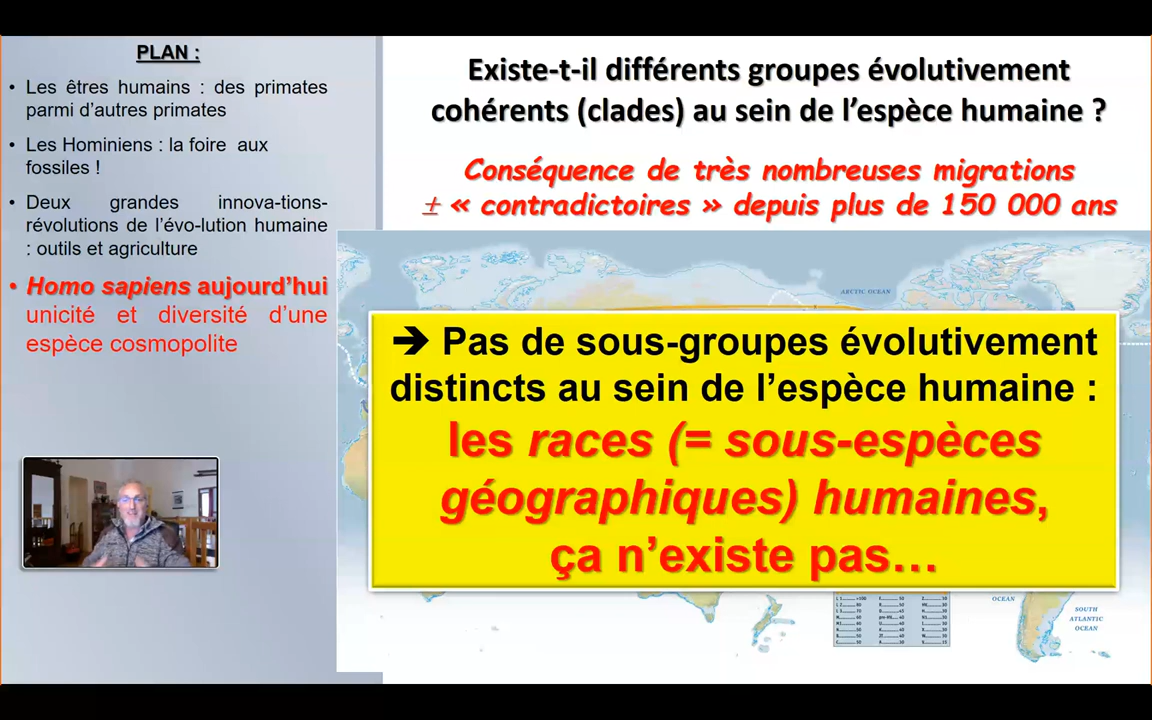 PLAN :
• Les êtres humains : des primates
parmi d’autres primates
• Les Hominiens : la foire aux
fossiles !
• Deux grandes innova-tions-
révolutions de l’évo-lution humaine
: outils et agriculture
• Homo sapiens aujourd’hui
unicité et diversité d’une
espèce cosmopolite
Existe-t-il différents groupes évolutivement
cohérents (clades) au sein de l’espèce humaine ?
Conséquence de très nombreuses migrations
± « contradictoires » depuis plus de 150 000 ans
ARCTIC OCEAN
➔ Pas de sous-groupes évolutivement
distincts au sein de l’espèce humaine :
les races (= sous-espèces
géographiques) humaines,
ça n’existe pas…
OCEAN
SOUTH
ATLANTIC
OCEAN